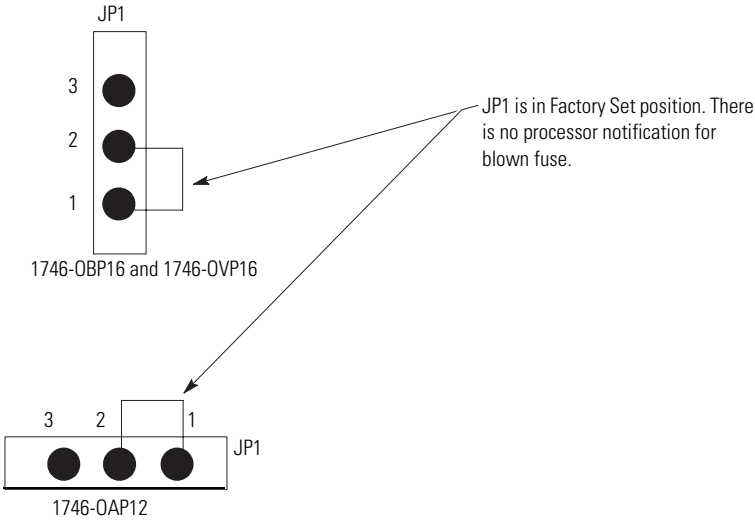 JP1
3
2
1
JP1 is in Factory Set position. There
is no processor notification for
blown fuse.
1746-OBP16 and 1746-OVP16
3 2 1
JP1
1746-OAP12